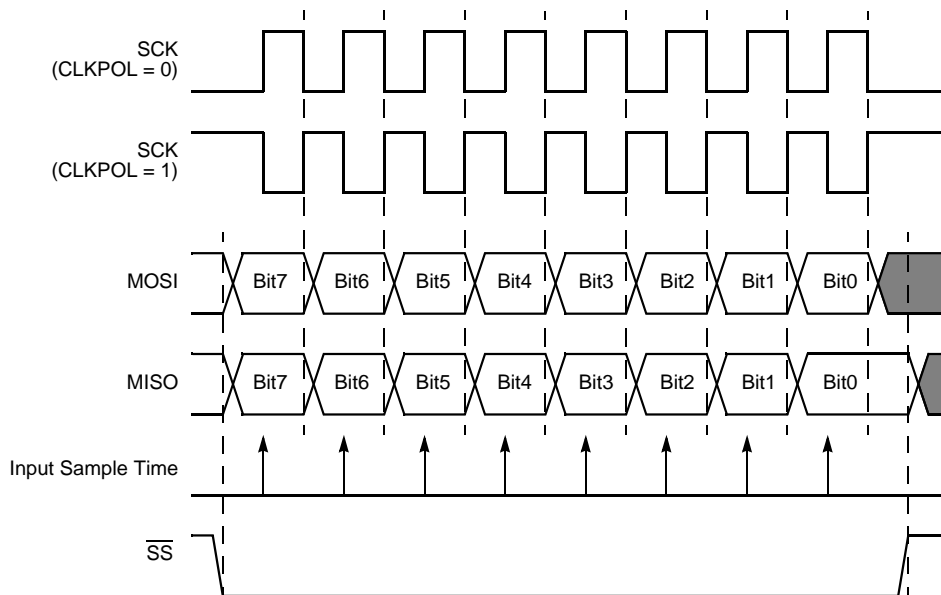 SCK
(CLKPOL = 0)
SCK
(CLKPOL = 1)
MOSI
Bit7 Bit6 Bit5 Bit4 Bit3 Bit2 Bit1 Bit0
MISO
Bit7 Bit6 Bit5 Bit4 Bit3 Bit2 Bit1 Bit0
Input Sample Time
SS